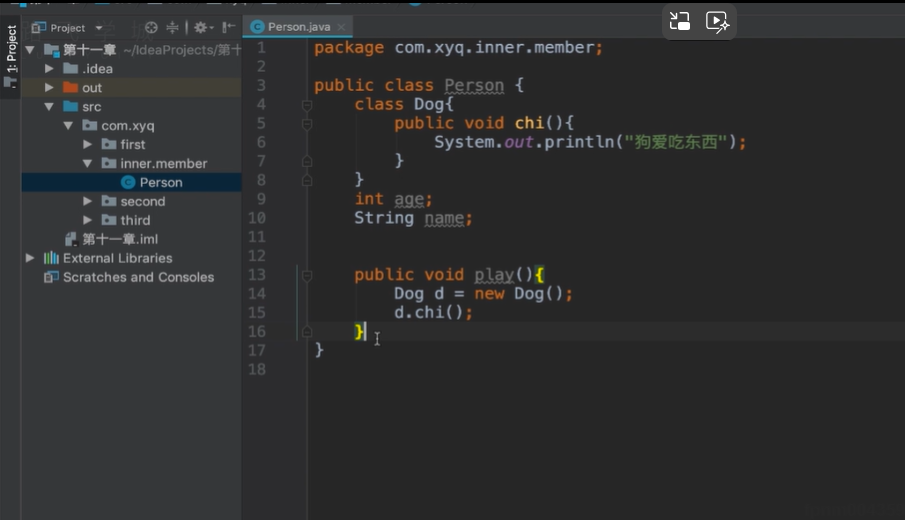 Project
Person.java
1: Project
第十一章 ~/IdeaProjects/第十
.idea
out
src
com.xyq
first
inner.member
Person
second
third
第十一章.iml
External Libraries
Scratches and Consoles
1 package com.xyq.inner.member;
2
3 public class Person {
4 class Dog{
5 public void chi(){
6 System.out.println("狗爱吃东西");
7 }
8 }
9 int age;
10 String name;
11
12
13 public void play(){
14 Dog d = new Dog();
15 d.chi();
16 }
17 }
18